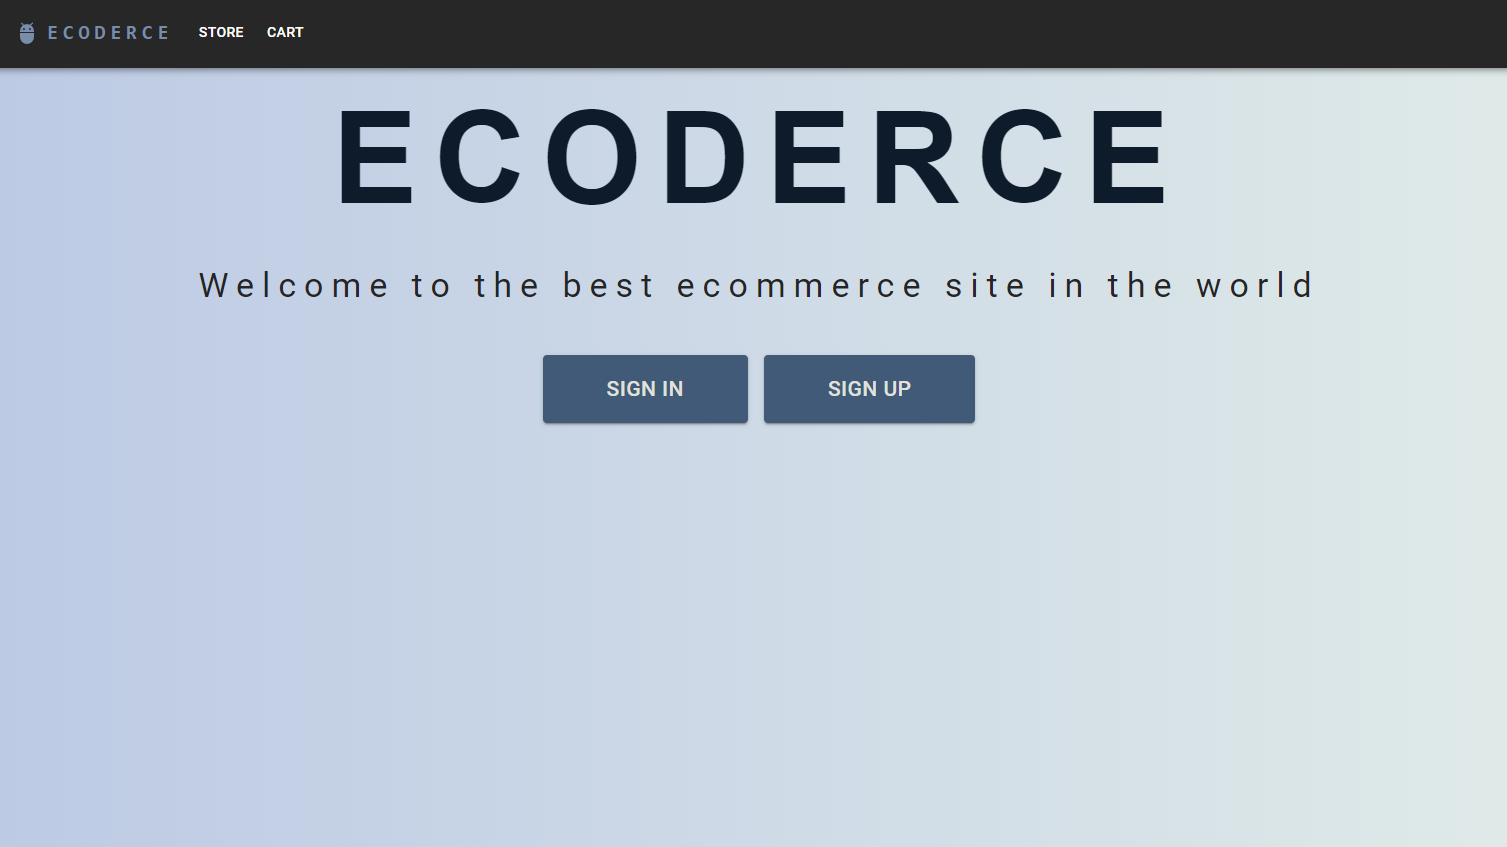 ECODERCE STORE CART
ECODERCE
Welcome to the best ecommerce site in the world
SIGN IN SIGN UP